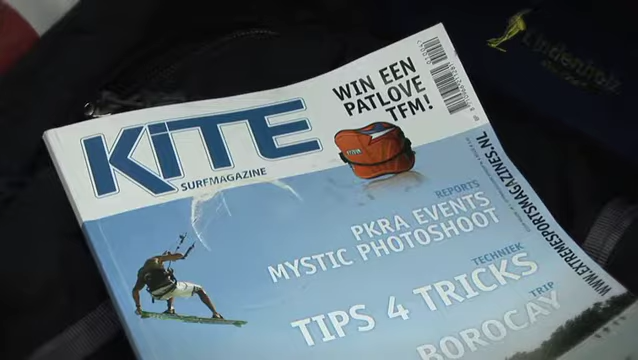 KiTE
SURFMAGAZINE
WIN EEN
PATLOVE
TFM!
REPORTS
PKRA EVENTS
MYSTIC PHOTOSHOOT
TECHNIEK
TIPS 4 TRICKS
TRIP
BOROCAY
WWW.EXTREMESPORTSMAGAZINES.NL
Lindenholz